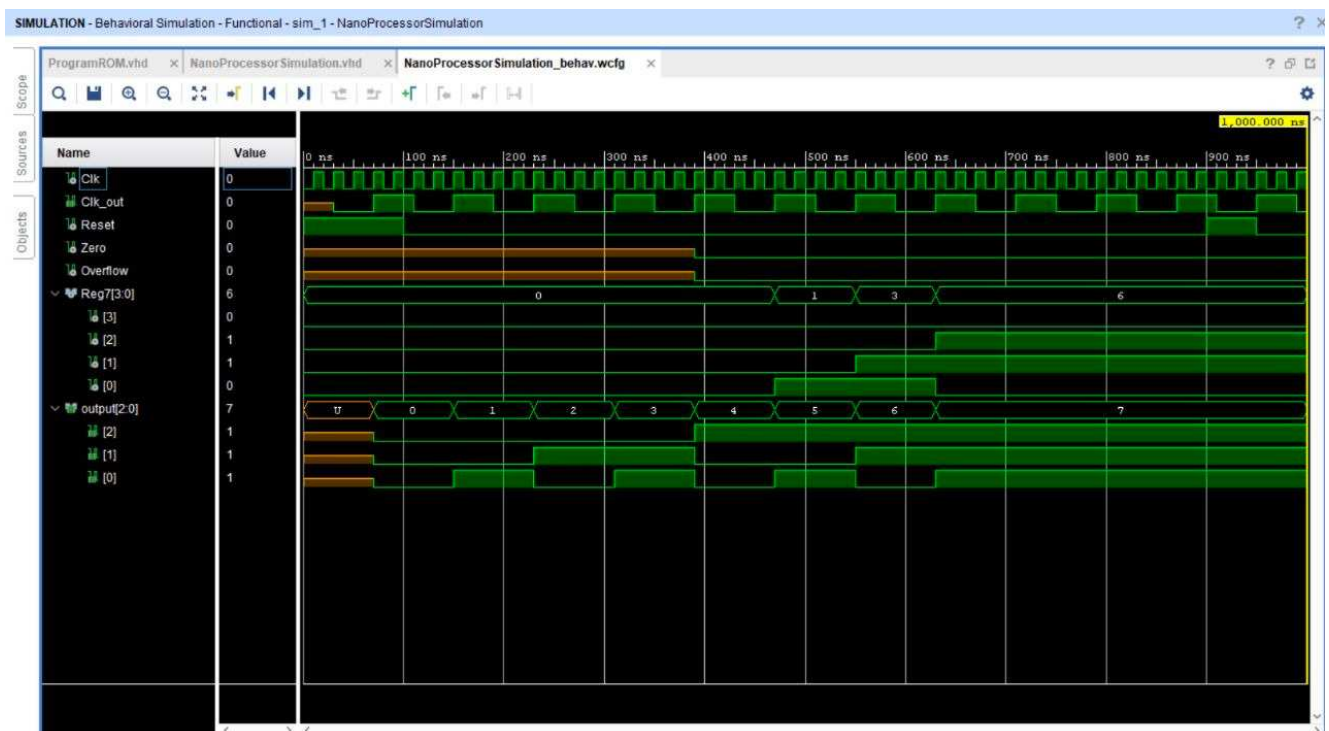 SIMULATION - Behavioral Simulation - Functional - sim_1 - NanoProcessorSimulation ? ×
Scope
Sources
Objects
ProgramROM.vhd × NanoProcessorSimulation.vhd × NanoProcessorSimulation_behav.wcfg × ?
1,000.000 ns
Name Value 0 ns 100 ns 200 ns 300 ns 400 ns 500 ns 600 ns 700 ns 800 ns 900 ns
Clk 0
Clk_out 0
Reset 0
Zero 0
Overflow 0
Reg7[3:0] 6 0 1 3 6
[3] 0
[2] 1
[1] 1
[0] 0
output[2:0] 7 U 0 1 2 3 4 5 6 7
[2] 1
[1] 1
[0] 1